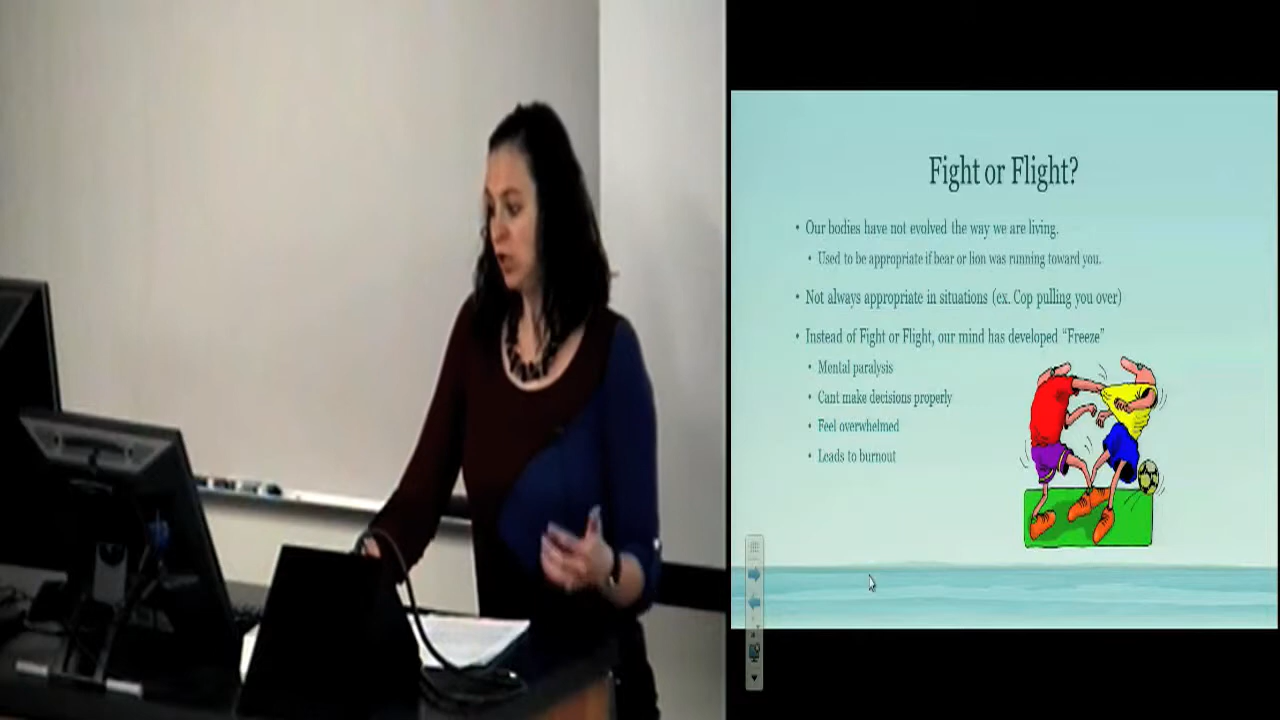 Fight or Flight?
• Our bodies have not evolved the way we are living.
• Used to be appropriate if bear or lion was running toward you.
• Not always appropriate in situations (ex. Cop pulling you over)
• Instead of Fight or Flight, our mind has developed “Freeze”
• Mental paralysis
• Cant make decisions properly
• Feel overwhelmed
• Leads to burnout